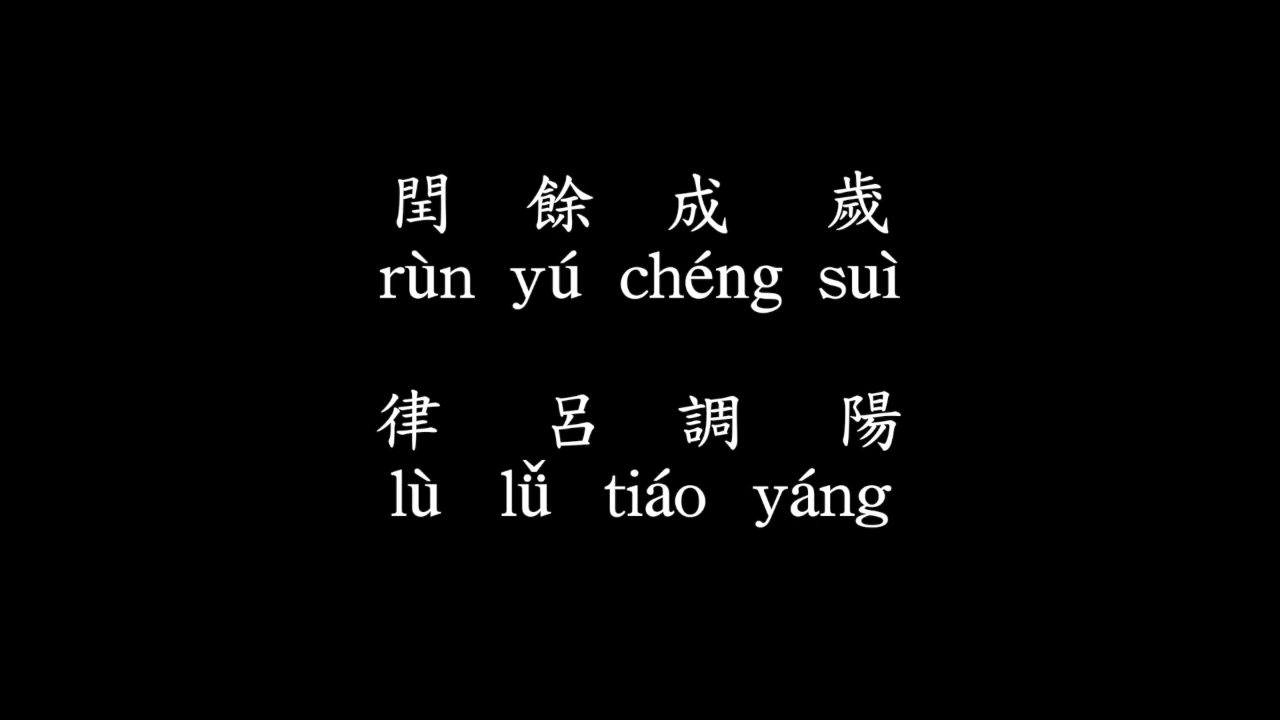 閏 餘 成 歲
rùn yú chéng suì
律 呂 調 陽
lù lǚ tiáo yáng